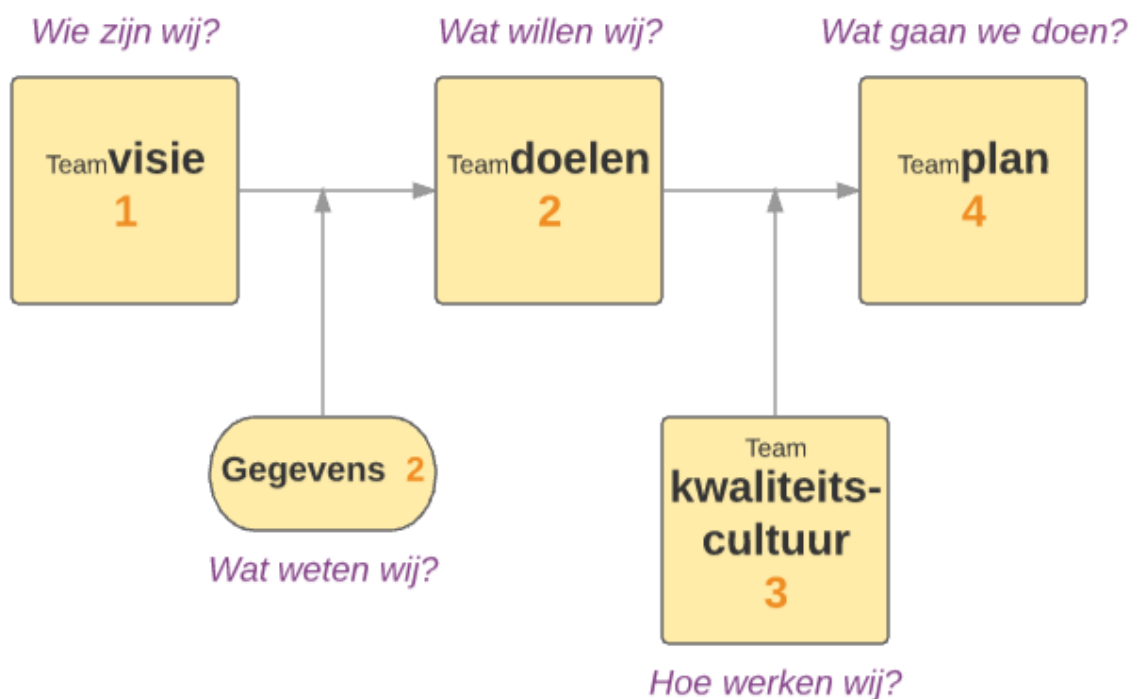 Wie zijn wij?
Wat willen wij?
Wat gaan we doen?
Teamvisie
1
Teamdoelen
2
Teamplan
4
Gegevens 2
Wat weten wij?
Team
kwaliteits-
cultuur
3
Hoe werken wij?